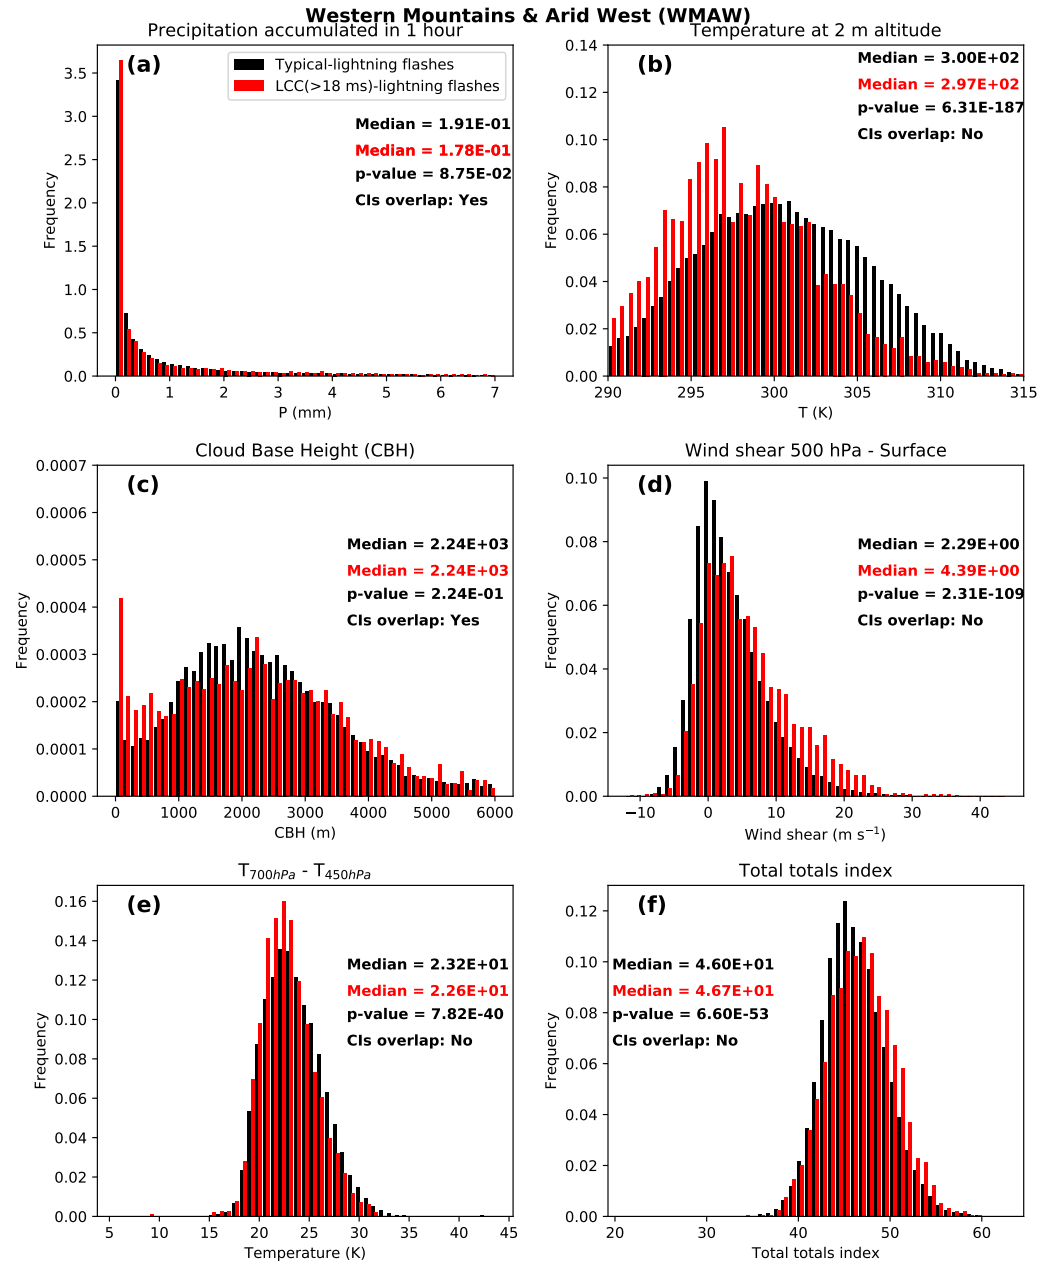 Western Mountains & Arid West (WMAW)
Precipitation accumulated in 1 hour
(a)
Typical-lightning flashes
LCC(>18 ms)-lightning flashes
Median = 1.91E-01
Median = 1.78E-01
p-value = 8.75E-02
CIs overlap: Yes
Frequency
3.5
3.0
2.5
2.0
1.5
1.0
0.5
0.0
0 1 2 3 4 5 6 7
P (mm)
Temperature at 2 m altitude
(b)
Median = 3.00E+02
Median = 2.97E+02
p-value = 6.31E-187
CIs overlap: No
Frequency
0.14
0.12
0.10
0.08
0.06
0.04
0.02
0.00
290 295 300 305 310 315
T (K)
Cloud Base Height (CBH)
(c)
Median = 2.24E+03
Median = 2.24E+03
p-value = 2.24E-01
CIs overlap: Yes
Frequency
0.0007
0.0006
0.0005
0.0004
0.0003
0.0002
0.0001
0.0000
0 1000 2000 3000 4000 5000 6000
CBH (m)
Wind shear 500 hPa - Surface
(d)
Median = 2.29E+00
Median = 4.39E+00
p-value = 2.31E-109
CIs overlap: No
Frequency
0.10
0.08
0.06
0.04
0.02
0.00
−10 0 10 20 30 40
Wind shear (m s⁻¹)
T₇₀₀ₕPₐ - T₄₅₀ₕPₐ
(e)
Median = 2.32E+01
Median = 2.26E+01
p-value = 7.82E-40
CIs overlap: No
Frequency
0.16
0.14
0.12
0.10
0.08
0.06
0.04
0.02
0.00
5 10 15 20 25 30 35 40 45
Temperature (K)
Total totals index
(f)
Median = 4.60E+01
Median = 4.67E+01
p-value = 6.60E-53
CIs overlap: No
Frequency
0.12
0.10
0.08
0.06
0.04
0.02
0.00
20 30 40 50 60
Total totals index